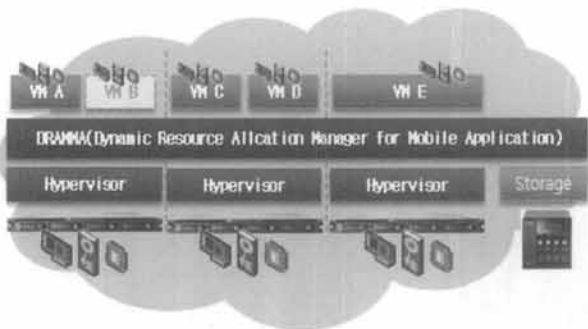 VM A VM B VM C VM D VM E
DRAMMA(Dynamic Resource Allcation Manager for Mobile Application)
Hypervisor Hypervisor Hypervisor Storage